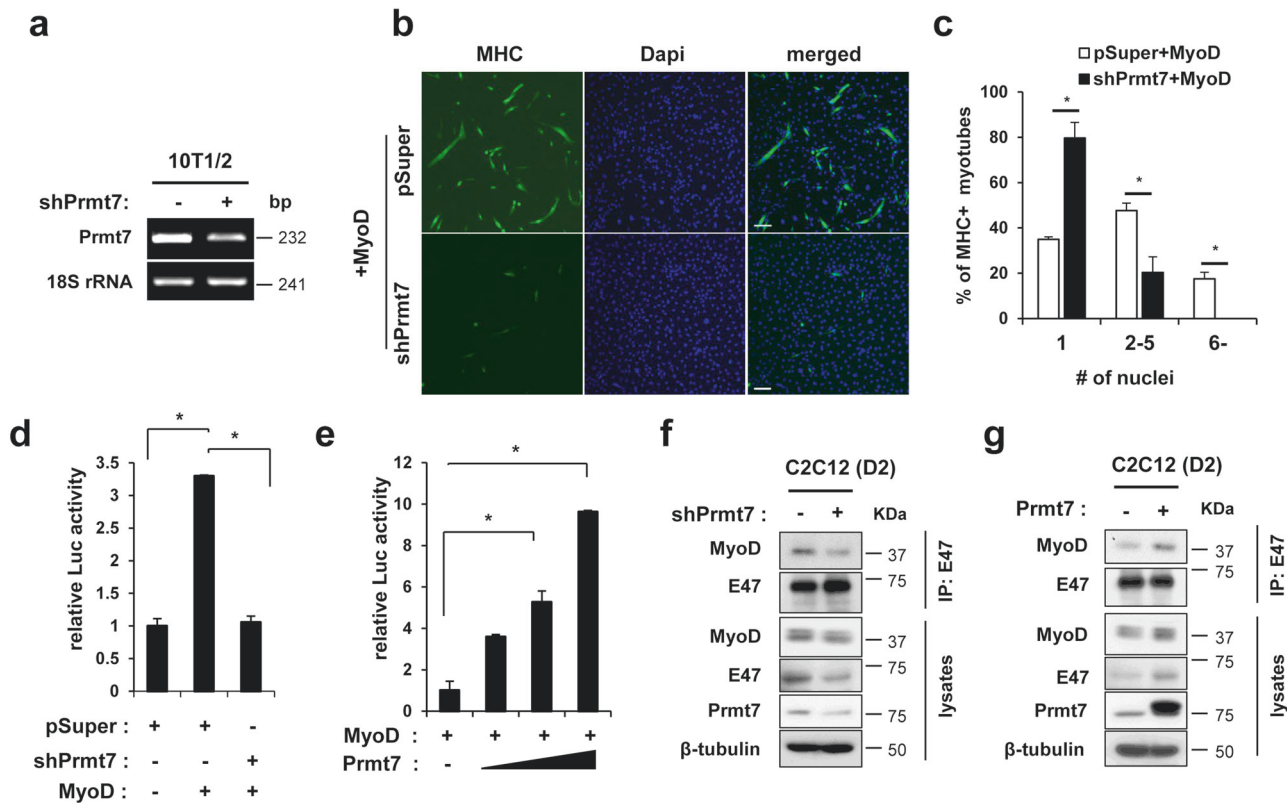 a
10T1/2
shPrmt7: - + bp
Prmt7 232
18S rRNA 241
b
MHC Dapi merged
+MyoD
pSuper
shPrmt7
c
pSuper+MyoD
shPrmt7+MyoD
% of MHC+ myotubes
100
80
60
40
20
0
* * *
1 2-5 6-
# of nuclei
d
relative Luc activity
3.5
3
2.5
2
1.5
1
0.5
0
* *
pSuper : + + -
shPrmt7 : - - +
MyoD : - + +
e
relative Luc activity
12
10
8
6
4
2
0
*
*
MyoD : + + + +
Prmt7 : -
f
C2C12 (D2)
shPrmt7 : - + KDa
MyoD 37
E47 75
IP: E47
MyoD 37
E47 75
Prmt7 75
β-tubulin 50
lysates
g
C2C12 (D2)
Prmt7 : - + KDa
MyoD 37
E47 75
IP: E47
MyoD 37
E47 75
Prmt7 75
β-tubulin 50
lysates